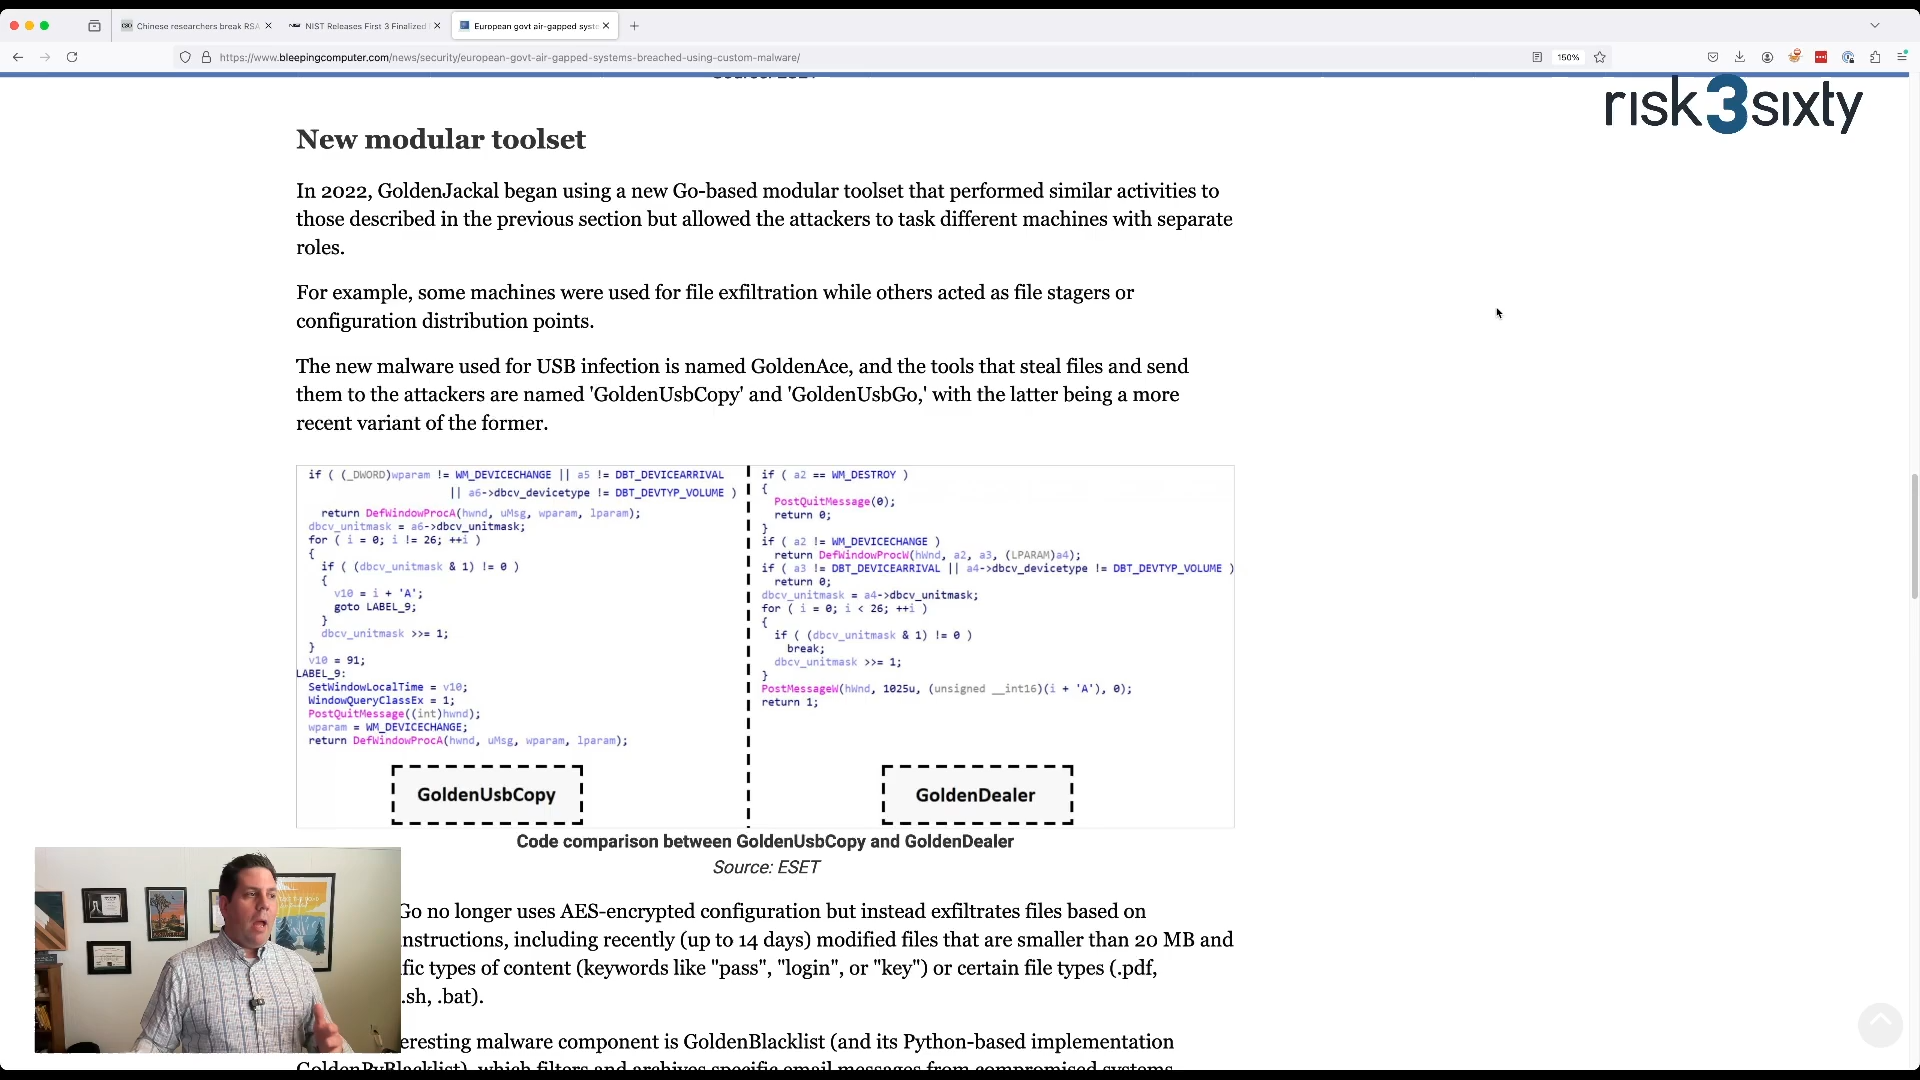 Chinese researchers break RSA
NIST Releases First 3 Finalized
European govt air-gapped syste
https://www.bleepingcomputer.com/news/security/european-govt-air-gapped-systems-breached-using-custom-malware/
150%
risk3sixty
New modular toolset
In 2022, GoldenJackal began using a new Go-based modular toolset that performed similar activities to
those described in the previous section but allowed the attackers to task different machines with separate
roles.
For example, some machines were used for file exfiltration while others acted as file stagers or
configuration distribution points.
The new malware used for USB infection is named GoldenAce, and the tools that steal files and send
them to the attackers are named 'GoldenUsbCopy' and 'GoldenUsbGo,' with the latter being a more
recent variant of the former.
if ( (_DWORD)wparam != WM_DEVICECHANGE || a5 != DBT_DEVICEARRIVAL
|| a6->dbcv_devicetype != DBT_DEVTYP_VOLUME )
return DefWindowProcA(hwnd, uMsg, wparam, lparam);
dbcv_unitmask = a6->dbcv_unitmask;
for ( i = 0; i != 26; ++i )
{
if ( (dbcv_unitmask & 1) != 0 )
{
v10 = i + 'A';
goto LABEL_9;
}
dbcv_unitmask >>= 1;
}
v10 = 91;
LABEL_9:
SetWindowLocalTime = v10;
WindowQueryClassEx = 1;
PostQuitMessage((int)hwnd);
wparam = WM_DEVICECHANGE;
return DefWindowProcA(hwnd, uMsg, wparam, lparam);
GoldenUsbCopy
if ( a2 == WM_DESTROY )
{
PostQuitMessage(0);
return 0;
}
if ( a2 != WM_DEVICECHANGE )
return DefWindowProcW(hWnd, a2, a3, (LPARAM)a4);
if ( a3 != DBT_DEVICEARRIVAL || a4->dbcv_devicetype != DBT_DEVTYP_VOLUME )
return 0;
dbcv_unitmask = a4->dbcv_unitmask;
for ( i = 0; i < 26; ++i )
{
if ( (dbcv_unitmask & 1) != 0 )
break;
dbcv_unitmask >>= 1;
}
PostMessageW(hWnd, 1025u, (unsigned __int16)(i + 'A'), 0);
return 1;
GoldenDealer
Code comparison between GoldenUsbCopy and GoldenDealer
Source: ESET
Go no longer uses AES-encrypted configuration but instead exfiltrates files based on
nstructions, including recently (up to 14 days) modified files that are smaller than 20 MB and
fic types of content (keywords like "pass", "login", or "key") or certain file types (.pdf,
.sh, .bat).
eresting malware component is GoldenBlacklist (and its Python-based implementation
GoldenPyBlacklist), which filters and archives specific email messages from compromised systems